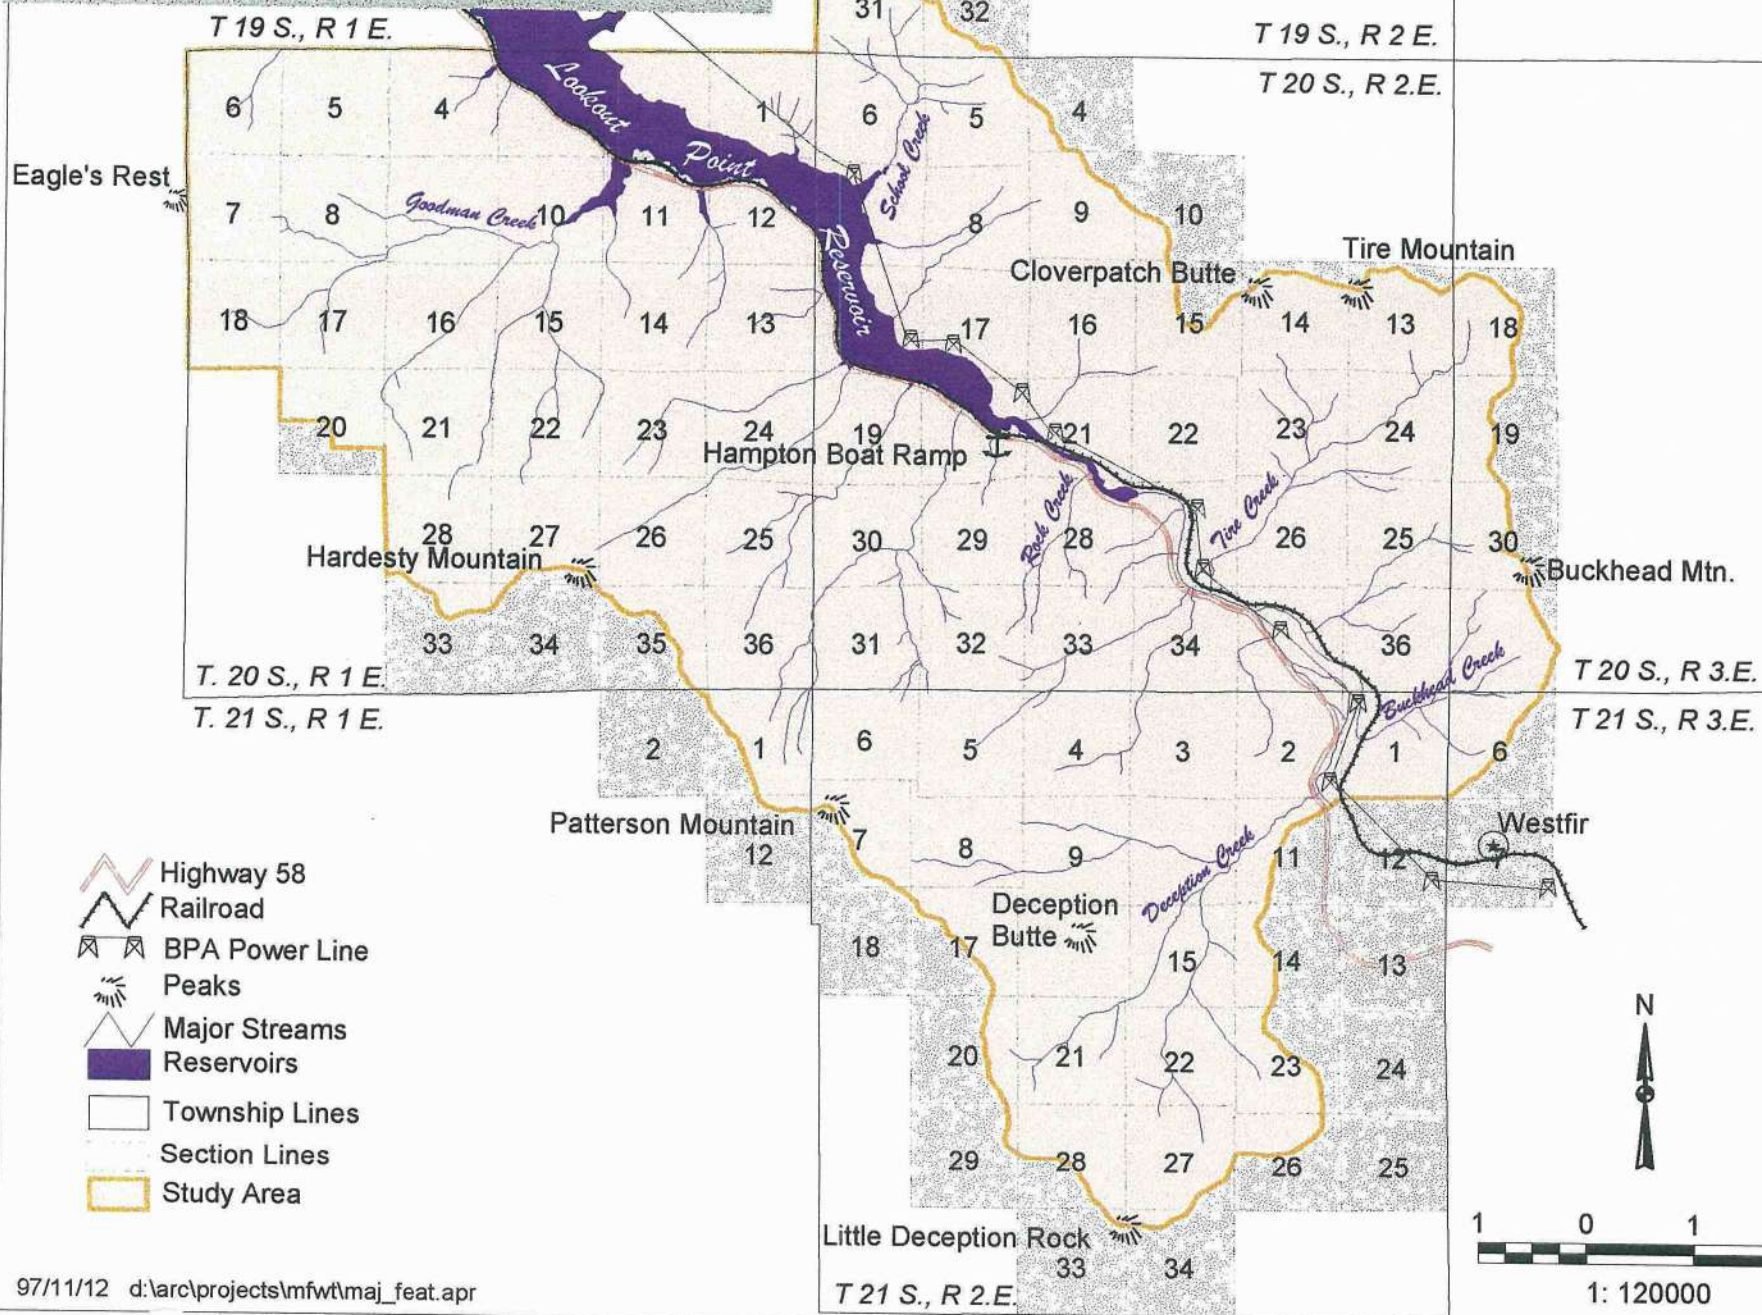 31
32
T 19 S., R 1 E.
T 19 S., R 2 E.
T 20 S., R 2.E.
6 5 4 1 6 5 4
Lookout
Point
Reservoir
School Creek
Eagle's Rest
7 8 10 11 12 8 9 10
Goodman Creek
Tire Mountain
Cloverpatch Butte
18 17 16 15 14 13 17 16 15 14 13 18
20 21 22 23 24 19 21 22 23 24 19
Hampton Boat Ramp
Rock Creek
Tire Creek
28 27 26 25 30 29 28 26 25 30
Hardesty Mountain
Buckhead Mtn.
33 34 35 36 31 32 33 34 36
Buckhead Creek
T. 20 S., R 1 E.
T 20 S., R 3.E.
T. 21 S., R 1 E.
T 21 S., R 3.E.
2 1 6 5 4 3 2 1 6
Patterson Mountain
Westfir
12 7 8 9 11 12 7
Deception Creek
Deception
Butte
18 17 15 14 13
20 21 22 23 24
29 28 27 26 25
Little Deception Rock
33 34
T 21 S., R 2.E.
Highway 58
Railroad
BPA Power Line
Peaks
Major Streams
Reservoirs
Township Lines
Section Lines
Study Area
N
1 0 1
1: 120000
97/11/12 d:\arc\projects\mfwt\maj_feat.apr